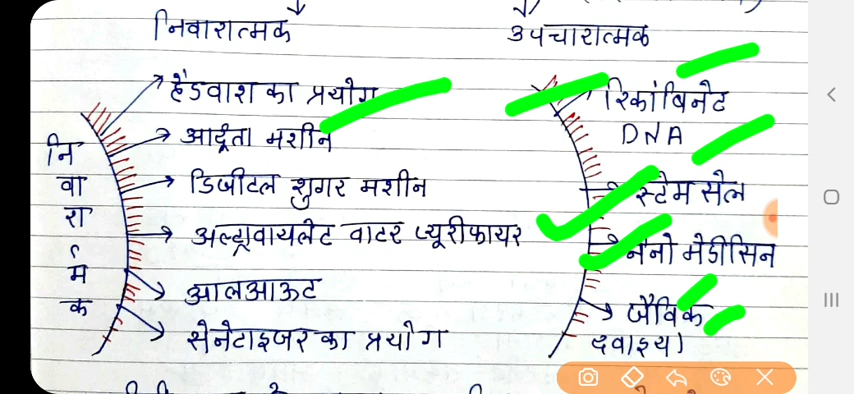 निवारात्मक
उपचारात्मक
हैंडवाश का प्रयोग
आर्द्रता मशीन
डिजीटल शुगर मशीन
अल्ट्रावायलेट वाटर प्यूरीफायर
आलआऊट
सेनेटाइजर का प्रयोग
निवारात्मक
रिकांबिनेट
DNA
स्टेम सेल
नैनो मेडीसिन
जैविक
दवाइयां